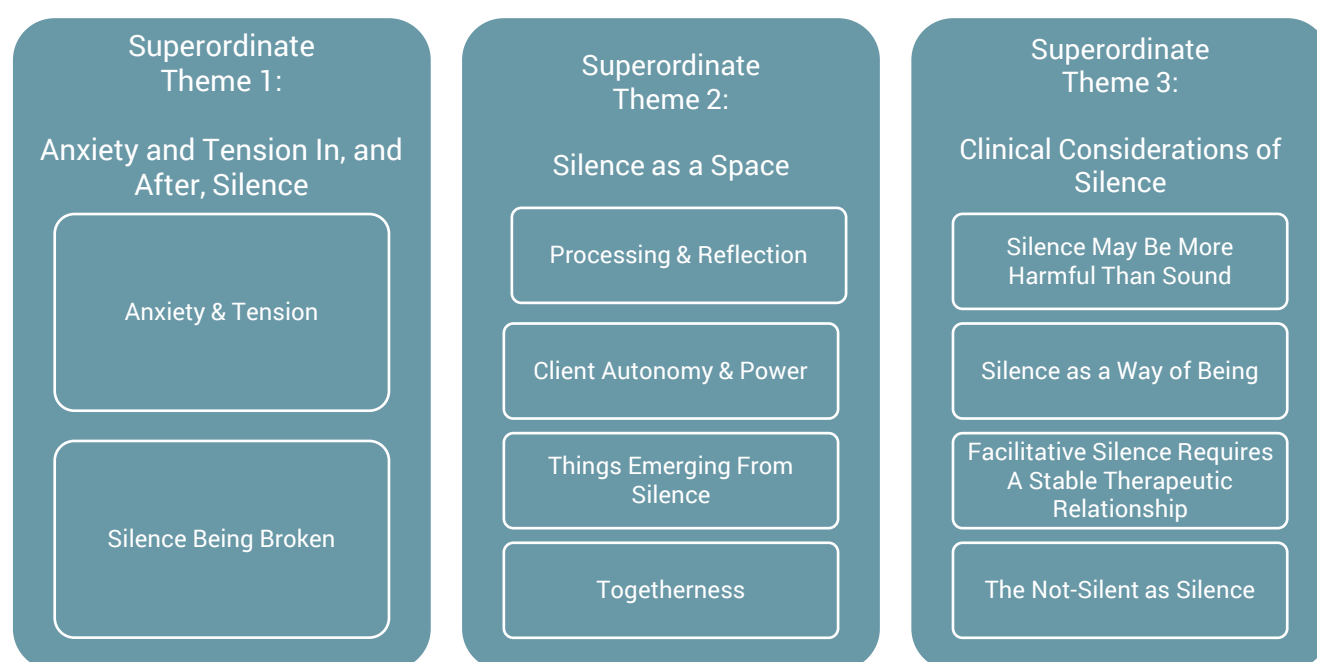 Superordinate
Theme 1:
Anxiety and Tension In, and
After, Silence
Anxiety & Tension
Silence Being Broken
Superordinate
Theme 2:
Silence as a Space
Processing & Reflection
Client Autonomy & Power
Things Emerging From
Silence
Togetherness
Superordinate
Theme 3:
Clinical Considerations of
Silence
Silence May Be More
Harmful Than Sound
Silence as a Way of Being
Facilitative Silence Requires
A Stable Therapeutic
Relationship
The Not-Silent as Silence